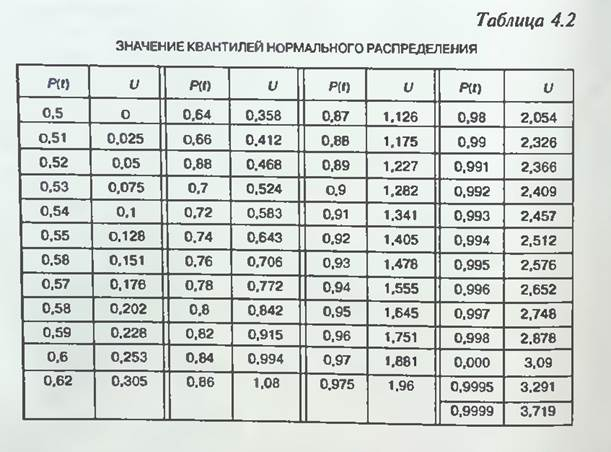 Таблица 4.2
ЗНАЧЕНИЕ КВАНТИЛЕЙ НОРМАЛЬНОГО РАСПРЕДЕЛЕНИЯ
P(t) U P(t) U P(t) U P(t) U
0,5 0 0,64 0,358 0,87 1,126 0,98 2,054
0,51 0,025 0,66 0,412 0,88 1,175 0,99 2,326
0,52 0,05 0,88 0,468 0,89 1,227 0,991 2,366
0,53 0,075 0,7 0,524 0,9 1,282 0,992 2,409
0,54 0,1 0,72 0,583 0,91 1,341 0,993 2,457
0,55 0,128 0,74 0,643 0,92 1,405 0,994 2,512
0,58 0,151 0,76 0,706 0,93 1,478 0,995 2,576
0,57 0,176 0,78 0,772 0,94 1,555 0,996 2,652
0,58 0,202 0,8 0,842 0,95 1,645 0,997 2,748
0,59 0,228 0,82 0,915 0,96 1,751 0,998 2,878
0,6 0,253 0,84 0,994 0,97 1,881 0,000 3,09
0,62 0,305 0,86 1,08 0,975 1,96 0,9995 3,291
0,9999 3,719